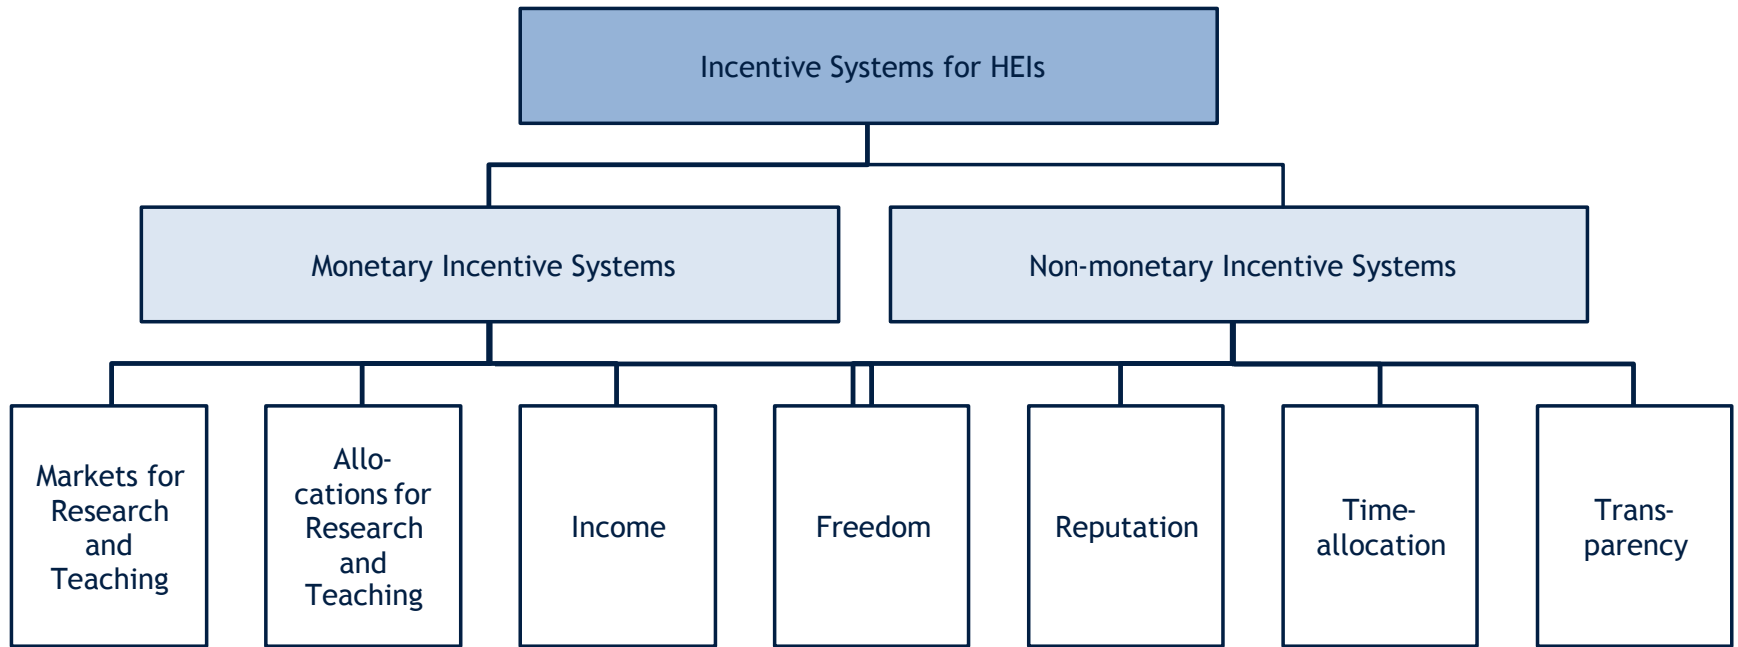 Incentive Systems for HEIs
Monetary Incentive Systems
Non-monetary Incentive Systems
Markets for
Research
and
Teaching
Allo-
cations for
Research
and
Teaching
Income
Freedom
Reputation
Time-
allocation
Trans-
parency